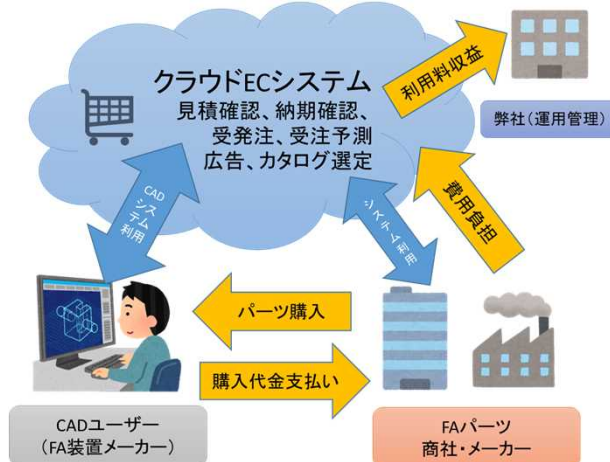 クラウドECシステム
見積確認、納期確認、
受発注、受注予測
広告、カタログ選定
利用料収益
弊社（運用管理）
CAD
システム
利用
システム利用
費用負担
パーツ購入
購入代金支払い
CADユーザー
（FA装置メーカー）
FAパーツ
商社・メーカー